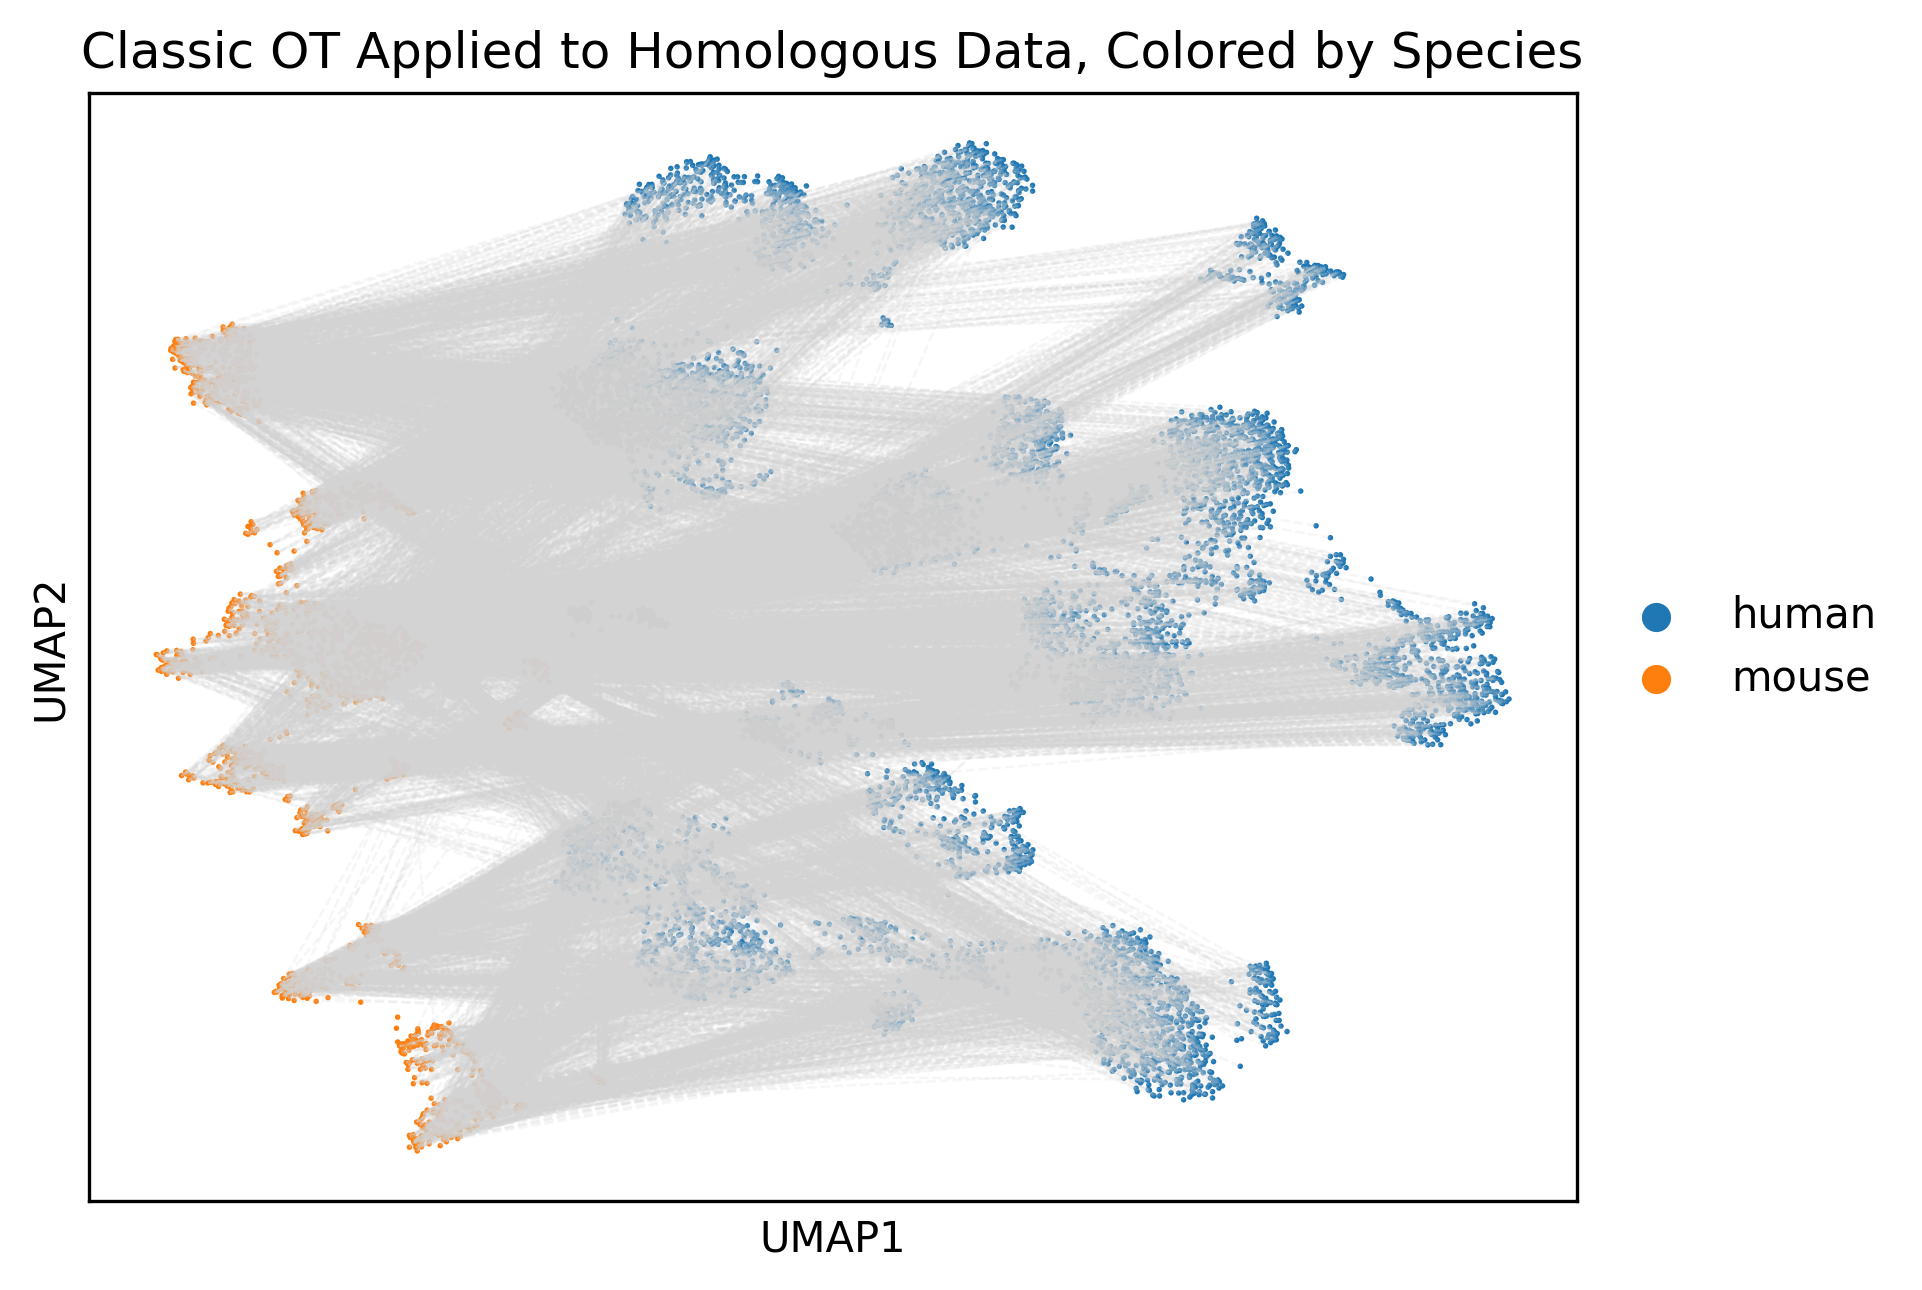 Classic OT Applied to Homologous Data, Colored by Species
UMAP2
human
mouse
UMAP1